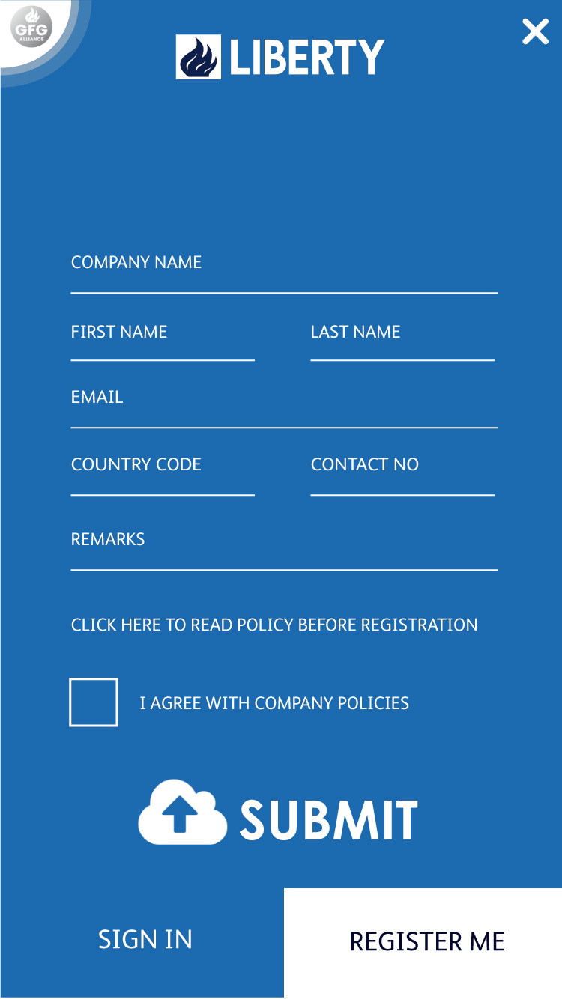 GFG
ALLIANCE
LIBERTY
COMPANY NAME
FIRST NAME LAST NAME
EMAIL
COUNTRY CODE CONTACT NO
REMARKS
CLICK HERE TO READ POLICY BEFORE REGISTRATION
I AGREE WITH COMPANY POLICIES
SUBMIT
SIGN IN REGISTER ME